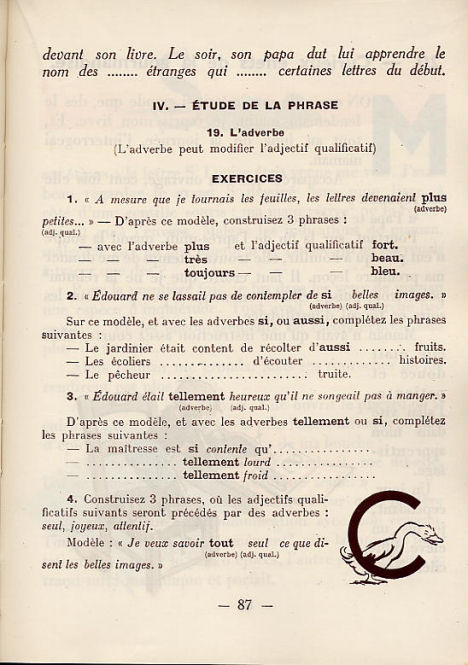 devant son livre. Le soir, son papa dut lui apprendre le
nom des ........ étranges qui ........ certaines lettres du début.
IV. — ÉTUDE DE LA PHRASE
19. L'adverbe
(L'adverbe peut modifier l'adjectif qualificatif)
EXERCICES
1. « A mesure que je tournais les feuilles, les lettres devenaient plus
(adverbe)
petites... » — D'après ce modèle, construisez 3 phrases :
(adj. qual.)
— avec l'adverbe plus et l'adjectif qualificatif fort.
— — — très — — — beau.
— — — toujours — — — bleu.
2. « Édouard ne se lassait pas de contempler de si belles images. »
(adverbe) (adj. qual.)
Sur ce modèle, et avec les adverbes si, ou aussi, complétez les phrases
suivantes :
— Le jardinier était content de récolter d'aussi ........ fruits.
— Les écoliers ............ d'écouter ............ histoires.
— Le pêcheur ...................... truite.
3. « Édouard était tellement heureux qu'il ne songeait pas à manger. »
(adverbe) (adj. qual.)
D'après ce modèle, et avec les adverbes tellement ou si, complétez
les phrases suivantes :
— La maîtresse est si contente qu'................
— ............... tellement lourd .................
— ............... tellement froid .................
4. Construisez 3 phrases, où les adjectifs quali-
ficatifs suivants seront précédés par des adverbes :
seul, joyeux, attentif.
Modèle : « Je veux savoir tout seul ce que di-
(adverbe) (adj. qual.)
sent les belles images. »
C
— 87 —